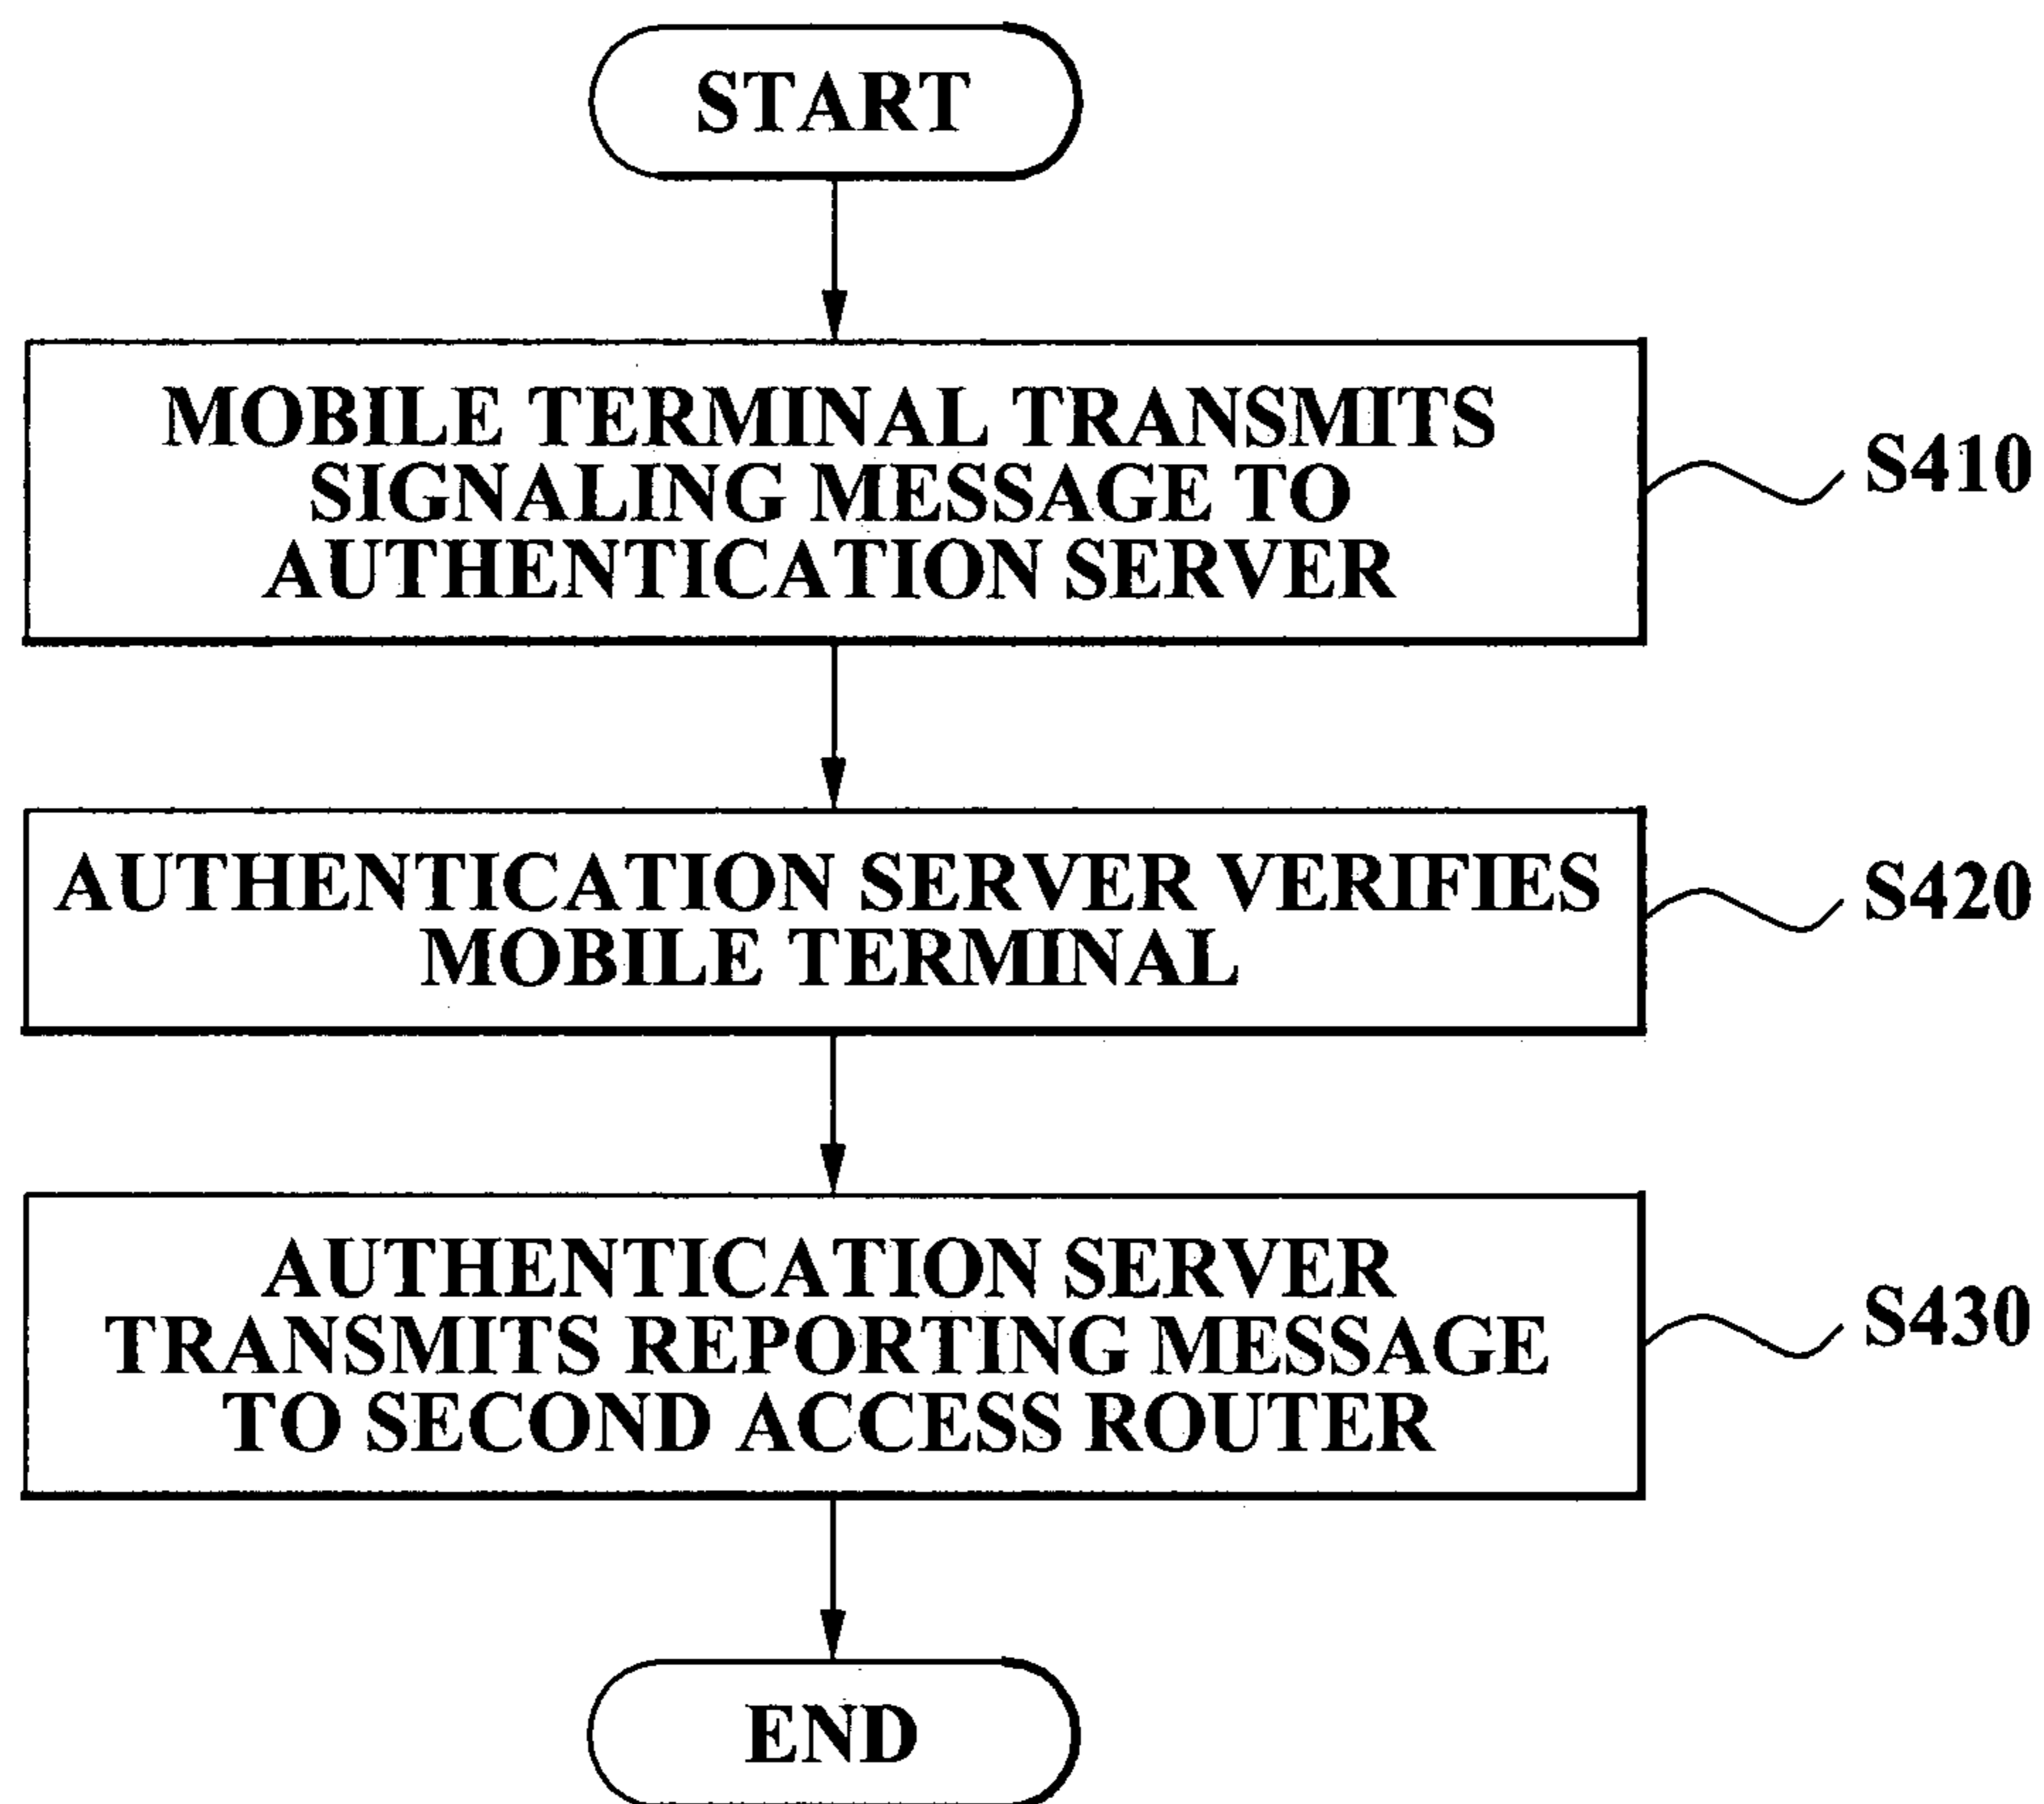 START
MOBILE TERMINAL TRANSMITS
SIGNALING MESSAGE TO
AUTHENTICATION SERVER
S410
AUTHENTICATION SERVER VERIFIES
MOBILE TERMINAL
S420
AUTHENTICATION SERVER
TRANSMITS REPORTING MESSAGE
TO SECOND ACCESS ROUTER
S430
END